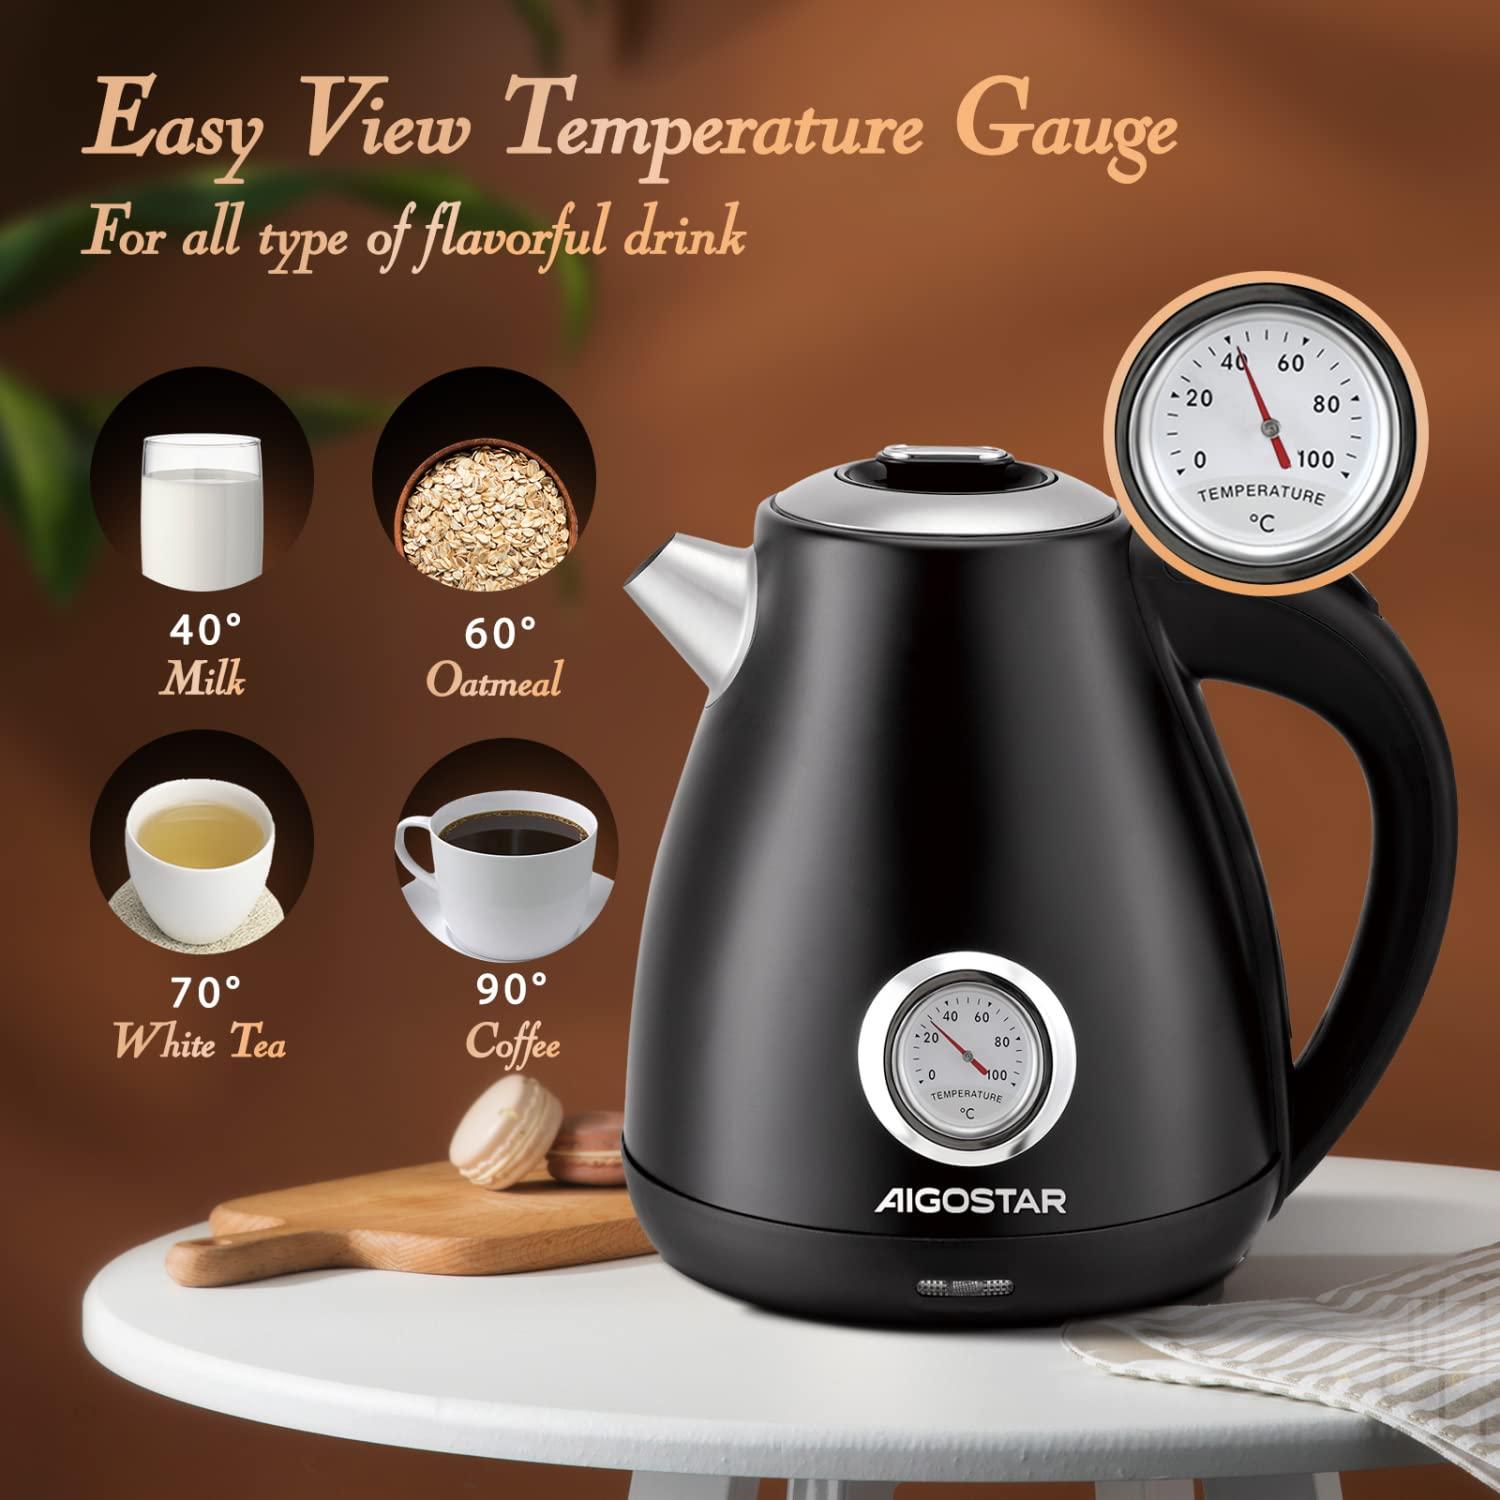 Easy View Temperature Gauge
For all type of flavorful drink
0 20 40 60 80 100
TEMPERATURE
°C
40°
Milk
60°
Oatmeal
70°
White Tea
90°
Coffee
0 20 40 60 80 100
TEMPERATURE
°C
AIGOSTAR